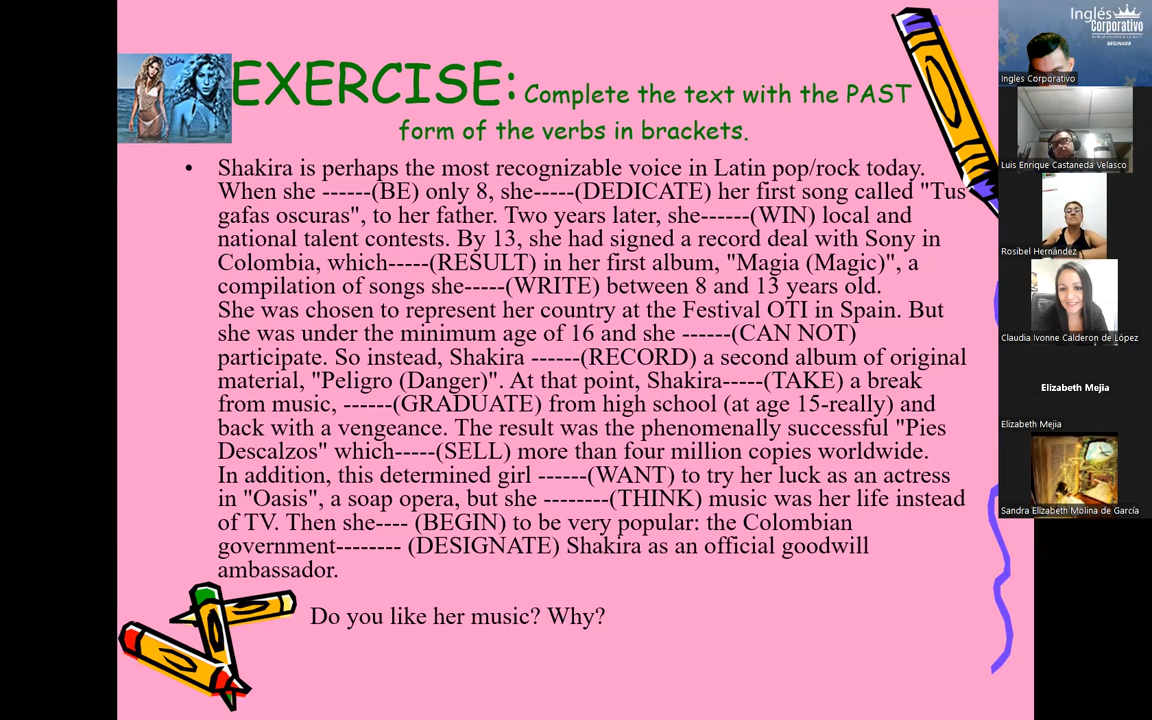 EXERCISE: Complete the text with the PAST
form of the verbs in brackets.
• Shakira is perhaps the most recognizable voice in Latin pop/rock today.
When she ------(BE) only 8, she-----(DEDICATE) her first song called "Tus
gafas oscuras", to her father. Two years later, she------(WIN) local and
national talent contests. By 13, she had signed a record deal with Sony in
Colombia, which-----(RESULT) in her first album, "Magia (Magic)", a
compilation of songs she-----(WRITE) between 8 and 13 years old.
She was chosen to represent her country at the Festival OTI in Spain. But
she was under the minimum age of 16 and she ------(CAN NOT)
participate. So instead, Shakira ------(RECORD) a second album of original
material, "Peligro (Danger)". At that point, Shakira-----(TAKE) a break
from music, ------(GRADUATE) from high school (at age 15-really) and
back with a vengeance. The result was the phenomenally successful "Pies
Descalzos" which-----(SELL) more than four million copies worldwide.
In addition, this determined girl ------(WANT) to try her luck as an actress
in "Oasis", a soap opera, but she --------(THINK) music was her life instead
of TV. Then she---- (BEGIN) to be very popular: the Colombian
government-------- (DESIGNATE) Shakira as an official goodwill
ambassador.
Do you like her music? Why?
Inglés
Corporativo
BEGINNER
Ingles Corporativo
Luis Enrique Castaneda Velasco
Rosibel Hernández
Claudia Ivonne Calderon de López
Elizabeth Mejia
Elizabeth Mejia
Sandra Elizabeth Molina de García